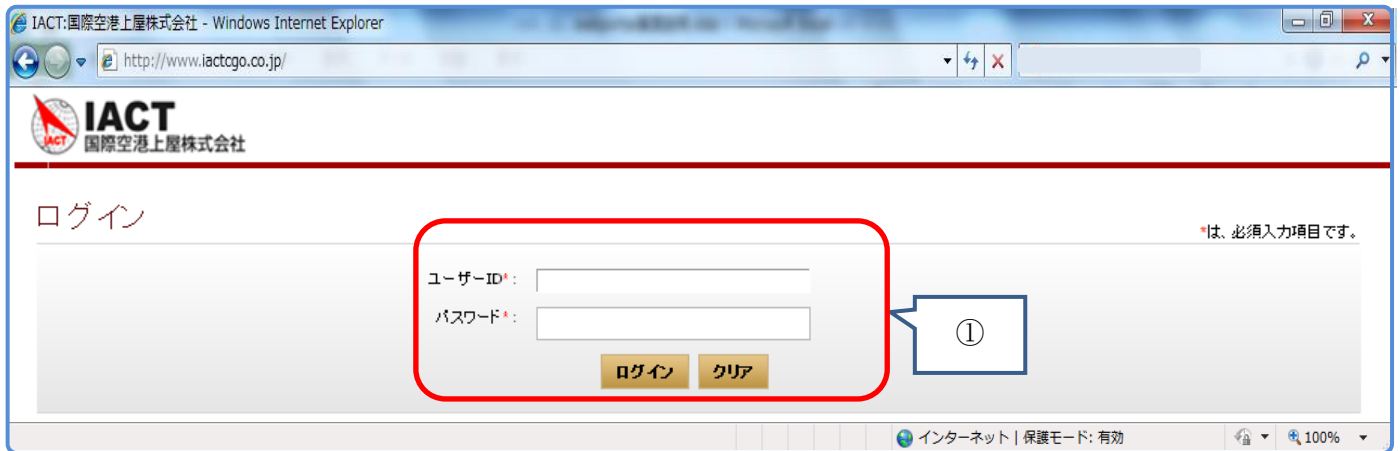 IACT:国際空港上屋株式会社 - Windows Internet Explorer
http://www.iactcgo.co.jp/
IACT
IACT
国際空港上屋株式会社
ログイン
*は、必須入力項目です。
ユーザーID*:
パスワード*:
①
ログイン クリア
インターネット | 保護モード: 有効 100%